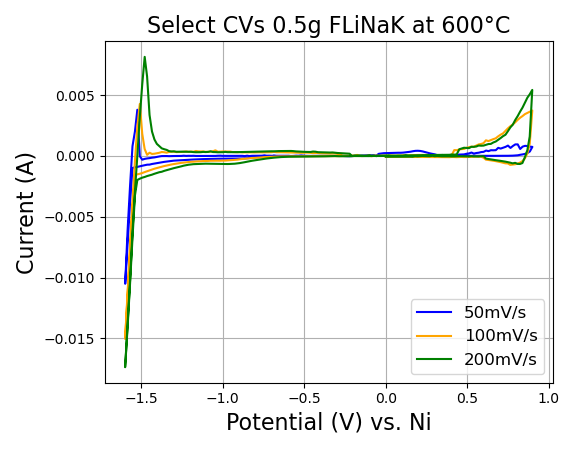 Select CVs 0.5g FLiNaK at 600°C
Current (A)
0.005
0.000
−0.005
−0.010
−0.015
50mV/s
100mV/s
200mV/s
−1.5 −1.0 −0.5 0.0 0.5 1.0
Potential (V) vs. Ni